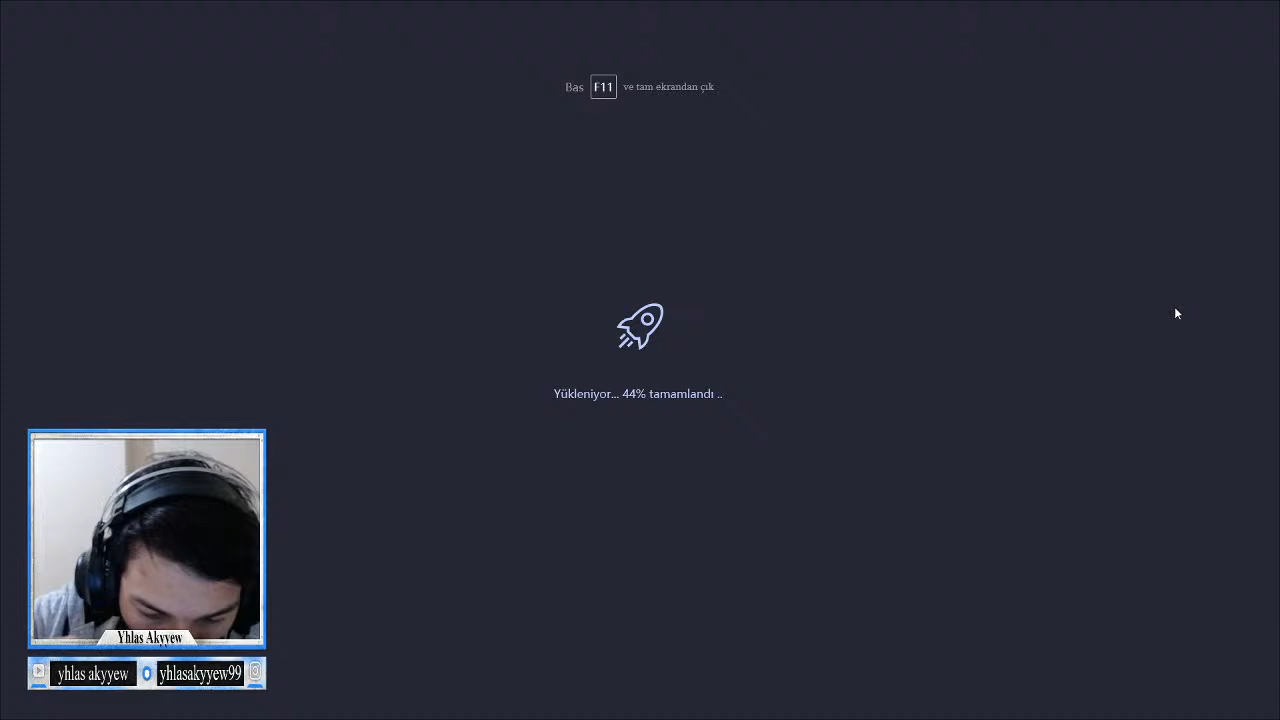 Bas F11 ve tam ekrandan çık
Yükleniyor... 44% tamamlandı ..
Yhlas Akyyew
yhlas akyyew
yhlasakyyew99